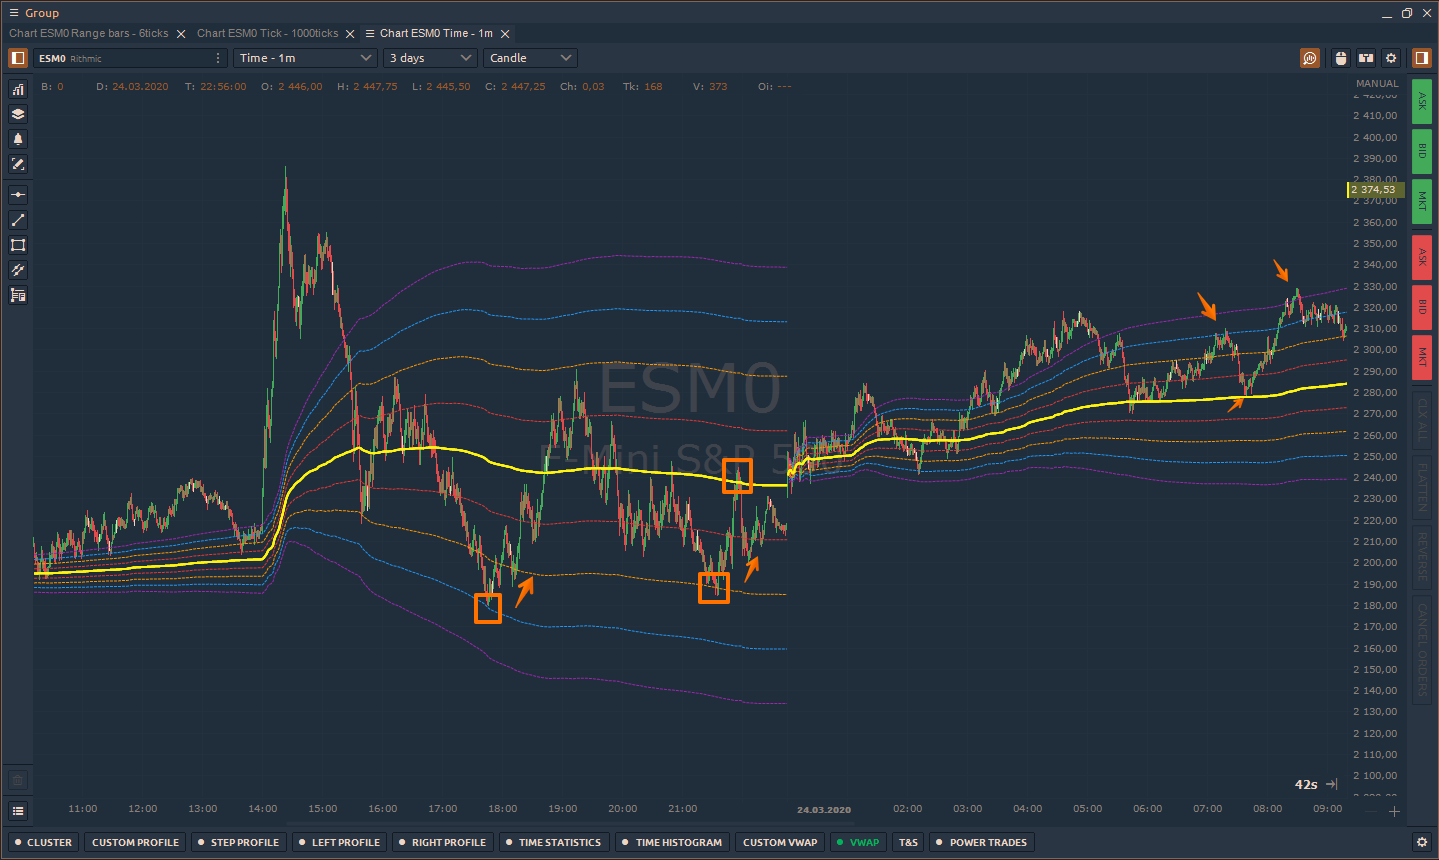 Group
Chart ESM0 Range bars - 6ticks
Chart ESM0 Tick - 1000ticks
Chart ESM0 Time - 1m
ESM0 Rithmic
Time - 1m
3 days
Candle
B: 0 D: 24.03.2020 T: 22:56:00 O: 2 446,00 H: 2 447,75 L: 2 445,50 C: 2 447,25 Ch: 0,03 Tk: 168 V: 373 Oi: ---
MANUAL
2 420,00
2 410,00
2 400,00
2 390,00
2 380,00
2 374,53
2 370,00
2 360,00
2 350,00
2 340,00
2 330,00
2 320,00
2 310,00
2 300,00
2 290,00
2 280,00
2 270,00
2 260,00
2 250,00
2 240,00
2 230,00
2 220,00
2 210,00
2 200,00
2 190,00
2 180,00
2 170,00
2 160,00
2 150,00
2 140,00
2 130,00
2 120,00
2 110,00
2 100,00
ASK
BID
MKT
ASK
BID
MKT
CLX ALL
FLATTEN
REVERSE
CANCEL ORDERS
ESM0
E-Mini S&P 5
42s
11:00 12:00 13:00 14:00 15:00 16:00 17:00 18:00 19:00 20:00 21:00 24.03.2020 02:00 03:00 04:00 05:00 06:00 07:00 08:00 09:00
CLUSTER
CUSTOM PROFILE
STEP PROFILE
LEFT PROFILE
RIGHT PROFILE
TIME STATISTICS
TIME HISTOGRAM
CUSTOM VWAP
VWAP
T&S
POWER TRADES